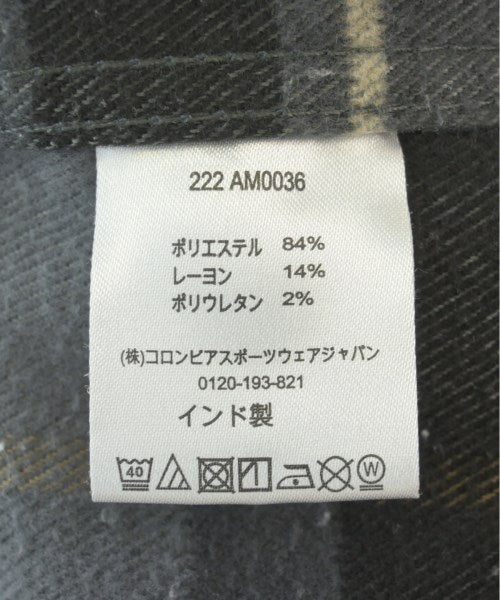 222 AM0036
ポリエステル 84%
レーヨン 14%
ポリウレタン 2%
(株)コロンビアスポーツウェアジャパン
0120-193-821
インド製
40 W